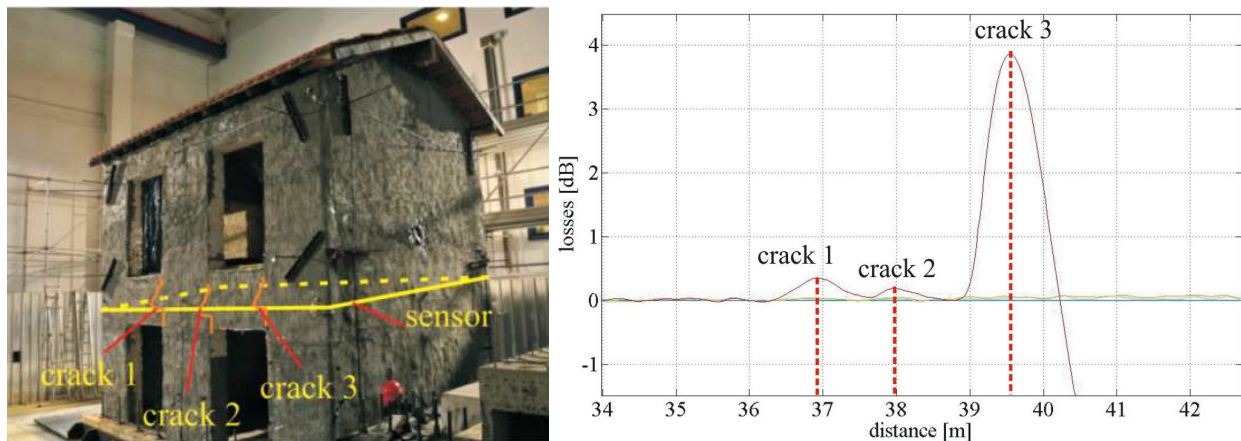 crack 1
crack 2
crack 3
sensor
losses [dB]
4
3
2
1
0
-1
crack 1
crack 2
crack 3
34 35 36 37 38 39 40 41 42
distance [m]